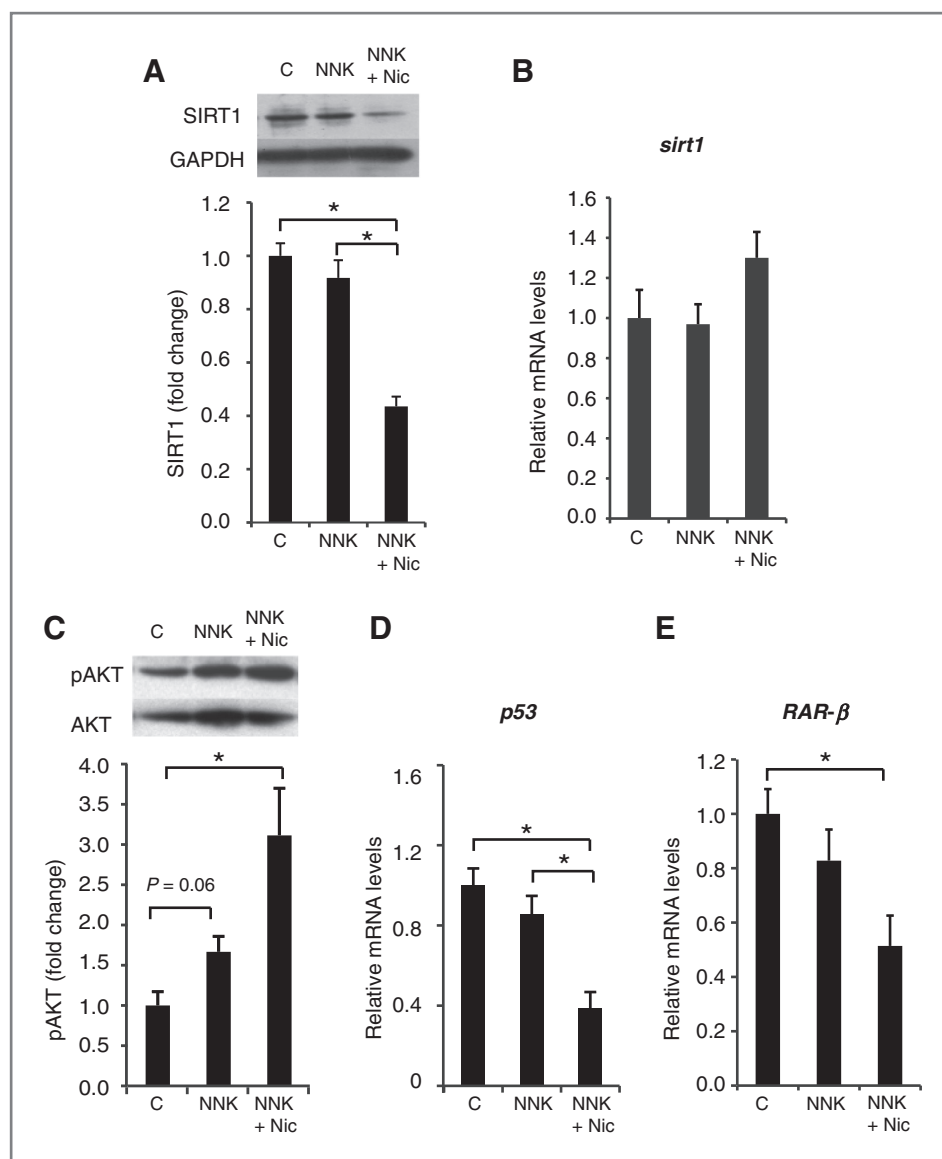 A
C NNK NNK
+ Nic
SIRT1
GAPDH
SIRT1 (fold change)
1.2
1.0
0.8
0.6
0.4
0.2
0.0
*
*
C NNK NNK
+ Nic
B
sirt1
Relative mRNA levels
1.6
1.4
1.2
1.0
0.8
0.6
0.4
0.2
0.0
C NNK NNK
+ Nic
C
C NNK NNK
+ Nic
pAKT
AKT
pAKT (fold change)
4.0
3.5
3.0
2.5
2.0
1.5
1.0
0.5
0.0
*
P = 0.06
C NNK NNK
+ Nic
D
p53
Relative mRNA levels
1.6
1.2
0.8
0.4
0
*
*
C NNK NNK
+ Nic
E
RAR-β
Relative mRNA levels
1.2
1.0
0.8
0.6
0.4
0.2
0.0
*
C NNK NNK
+ Nic